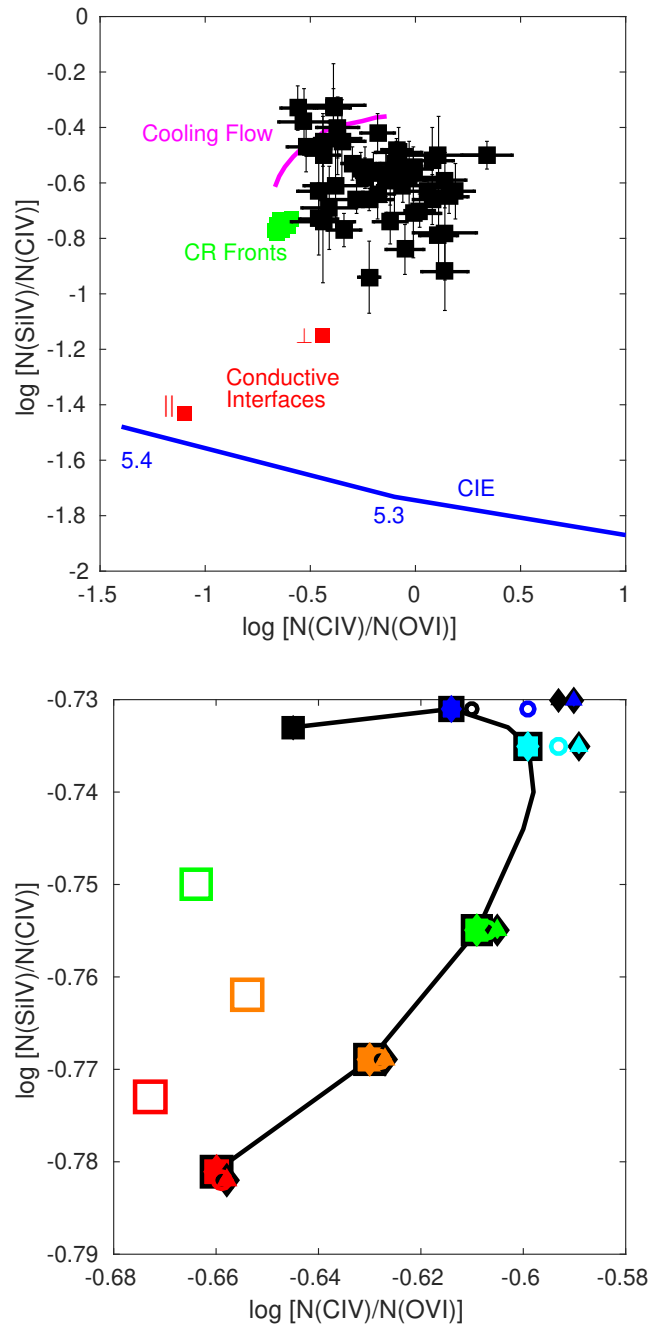 0
-0.2
-0.4
-0.6
-0.8
-1
-1.2
-1.4
-1.6
-1.8
-2
log [N(SiIV)/N(CIV)]
Cooling Flow
CR Fronts
⊥
Conductive
Interfaces
||
5.4
CIE
5.3
-1.5 -1 -0.5 0 0.5 1
log [N(CIV)/N(OVI)]
-0.73
-0.74
-0.75
-0.76
-0.77
-0.78
-0.79
log [N(SiIV)/N(CIV)]
-0.68 -0.66 -0.64 -0.62 -0.6 -0.58
log [N(CIV)/N(OVI)]